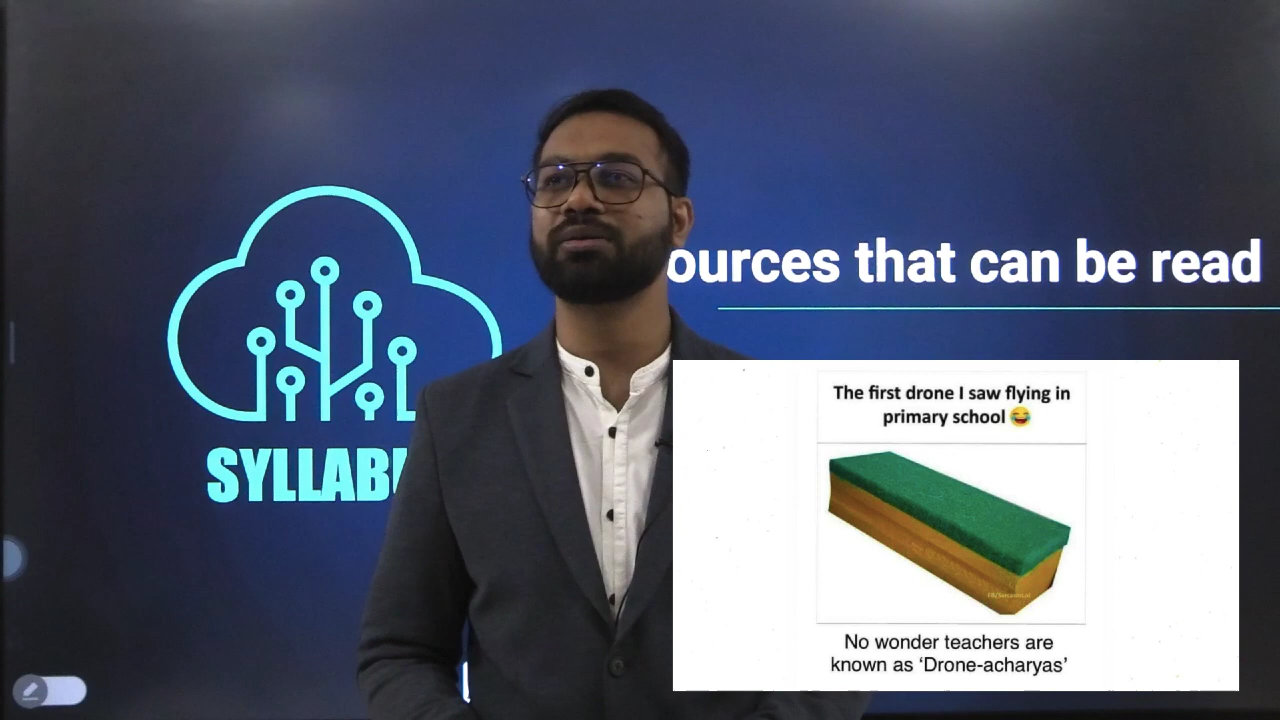 ources that can be read
SYLLAB
The first drone I saw flying in
primary school 😂
No wonder teachers are
known as ‘Drone-acharyas’